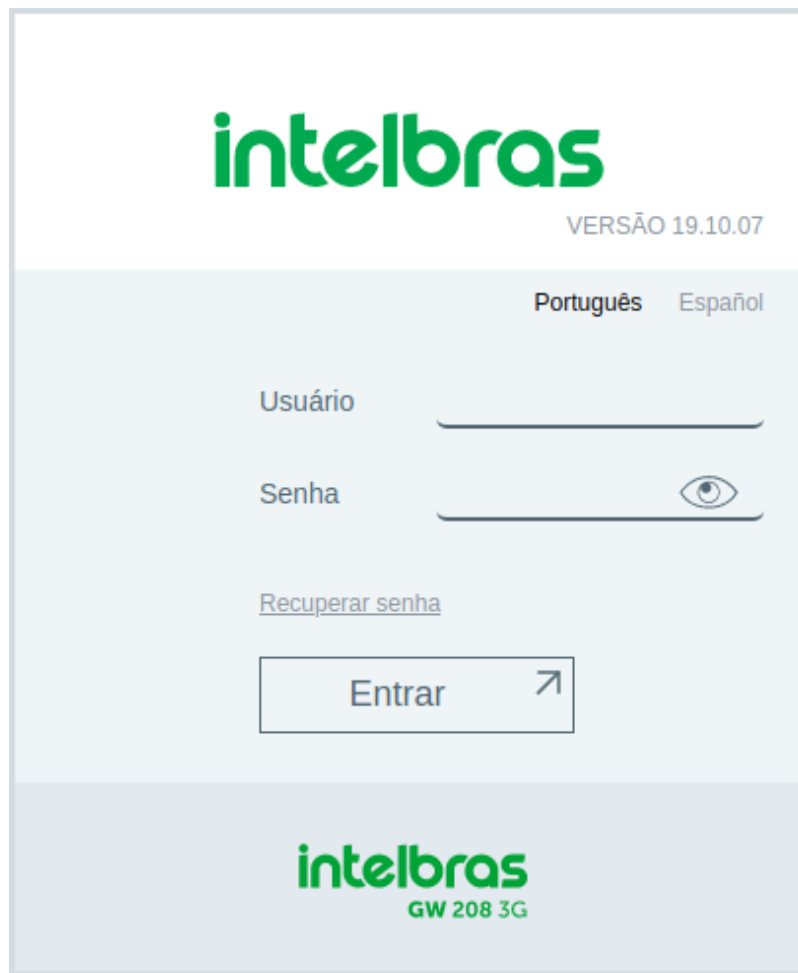 intelbras
VERSÃO 19.10.07
Português Español
Usuário
Senha
Recuperar senha
Entrar
intelbras
GW 208 3G